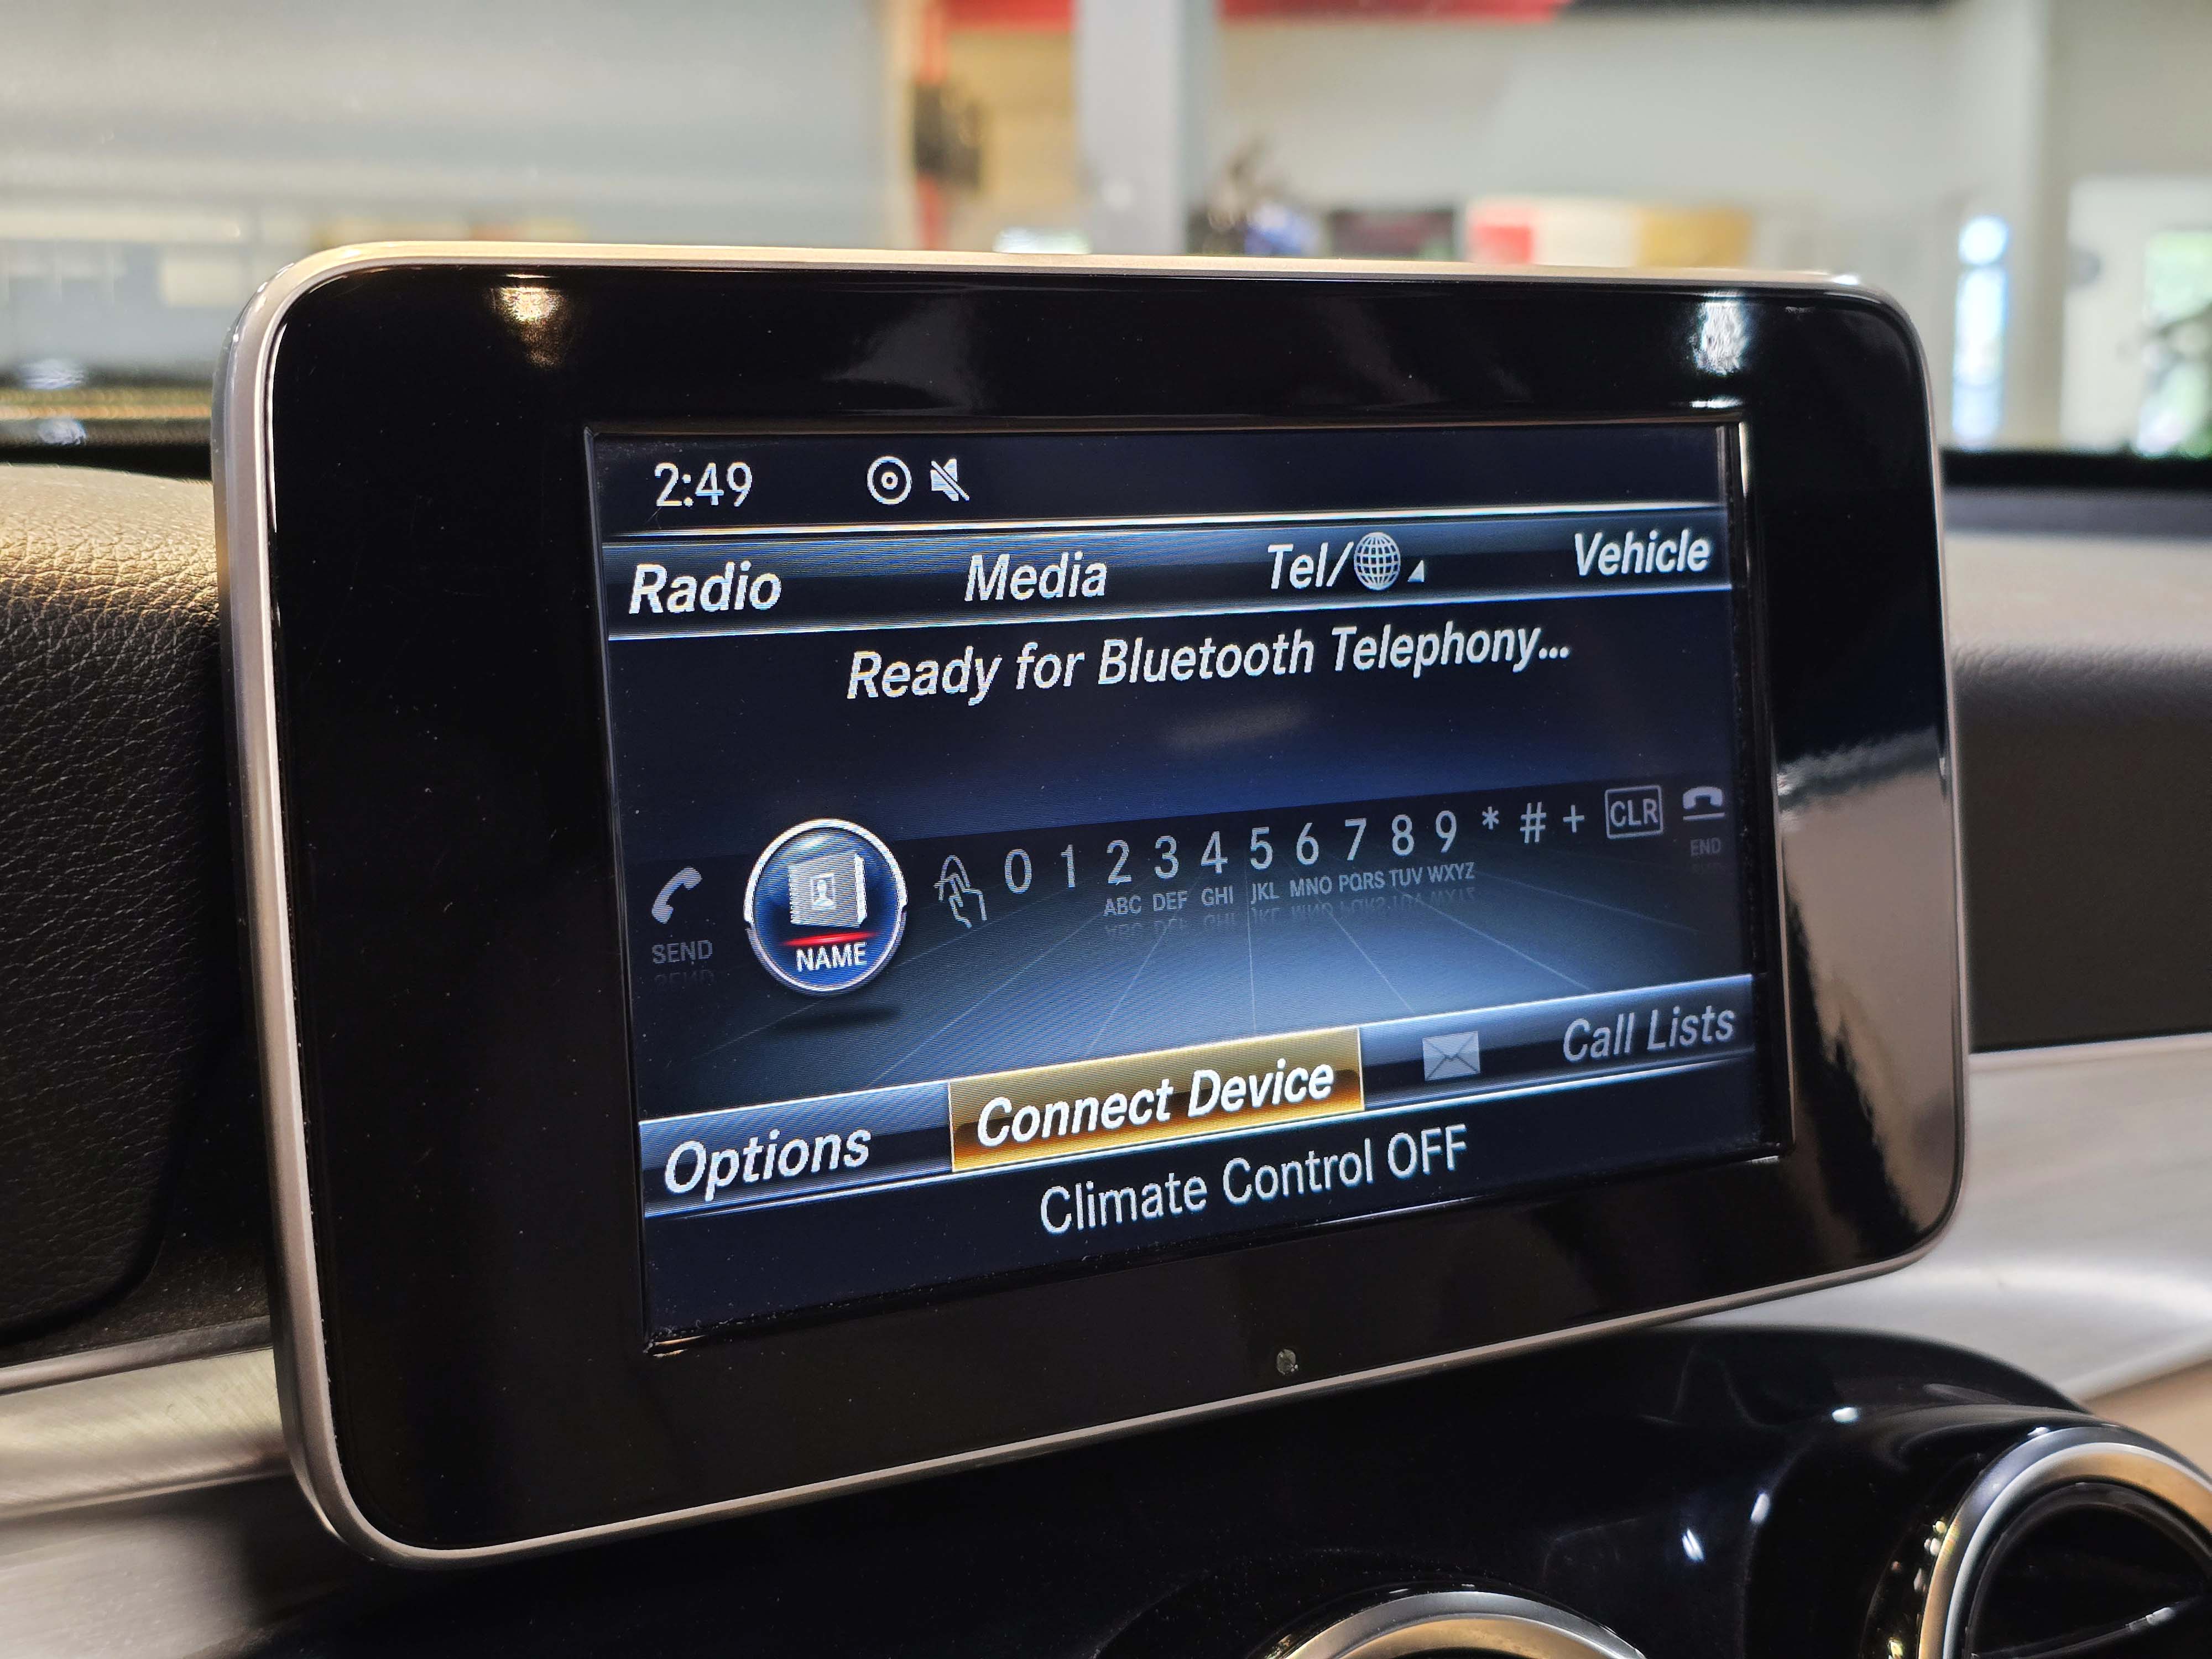 2:49
Radio Media Tel/ Vehicle
Ready for Bluetooth Telephony...
SEND NAME 0 1 2 3 4 5 6 7 8 9 * # + CLR END
ABC DEF GHI JKL MNO PQRS TUV WXYZ
Options Connect Device Call Lists
Climate Control OFF